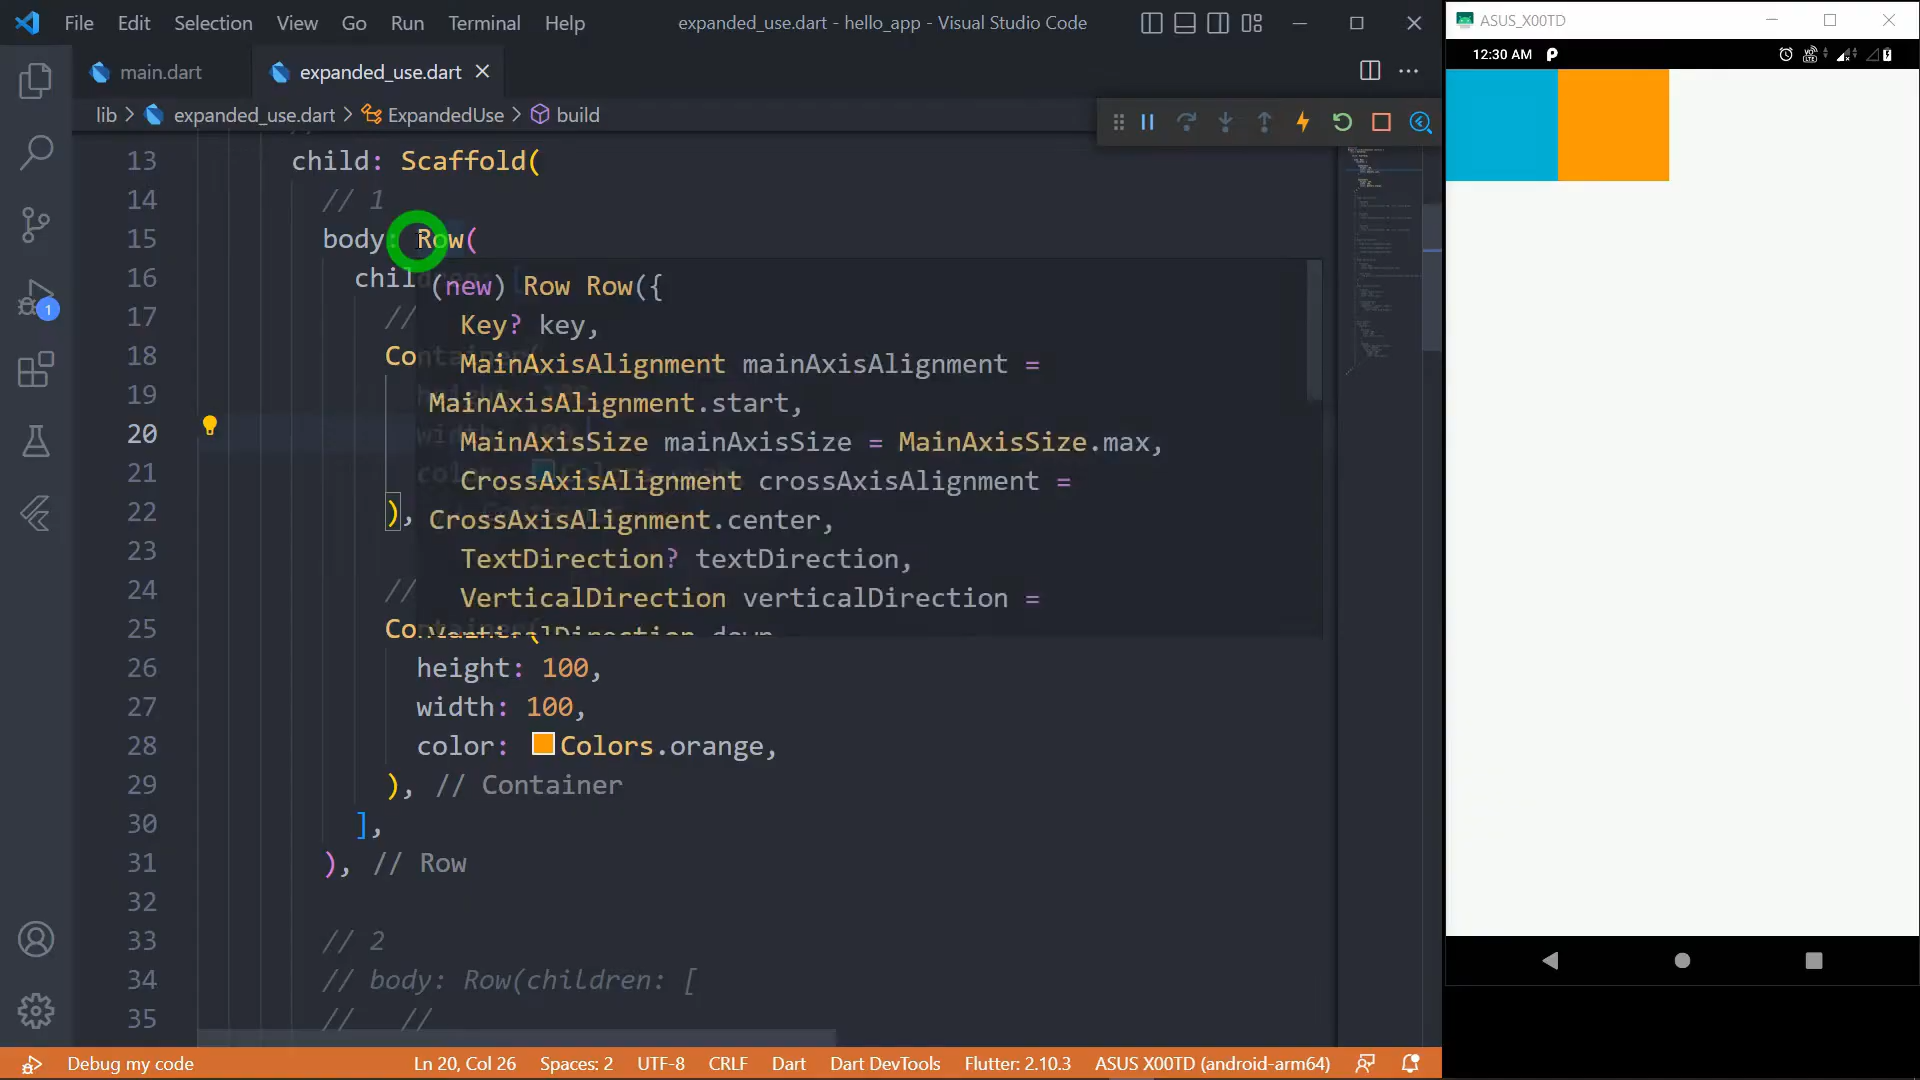 File Edit Selection View Go Run Terminal Help
expanded_use.dart - hello_app - Visual Studio Code
ASUS_X00TD
main.dart
expanded_use.dart
12:30 AM
lib > expanded_use.dart > ExpandedUse > build
13 child: Scaffold(
14 // 1
15 body: Row(
16 chil
(new) Row Row({
17 //
Key? key,
18 Co
MainAxisAlignment mainAxisAlignment =
19
MainAxisAlignment.start,
20
MainAxisSize mainAxisSize = MainAxisSize.max,
21
CrossAxisAlignment crossAxisAlignment =
22 ),
CrossAxisAlignment.center,
23
TextDirection? textDirection,
24 //
VerticalDirection verticalDirection =
25 Container(
VerticalDirection.down
26 height: 100,
27 width: 100,
28 color: Colors.orange,
29 ), // Container
30 ],
31 ), // Row
32
33 // 2
34 // body: Row(children: [
35 // //
1
Debug my code
Ln 20, Col 26 Spaces: 2 UTF-8 CRLF Dart Dart DevTools Flutter: 2.10.3 ASUS X00TD (android-arm64)